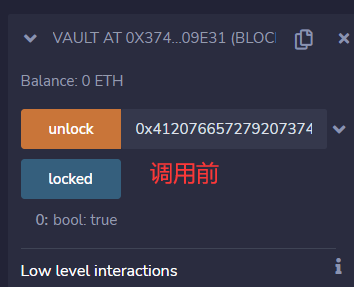 VAULT AT 0X374...09E31 (BLOC
Balance: 0 ETH
unlock 0x412076657279207374
locked 调用前
0: bool: true
Low level interactions